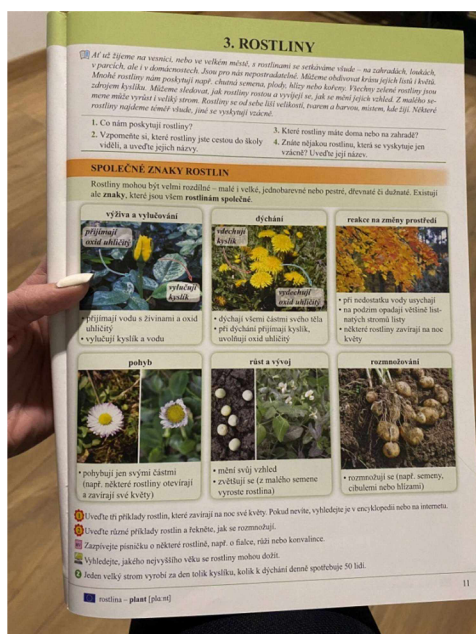 3. ROSTLINY
Ať už žijeme na vesnici, nebo ve velkém městě, s rostlinami se setkáváme všude – na zahradách, loukách,
v parcích, ale i v domácnostech. Jsou pro nás nepostradatelné. Můžeme obdivovat krásu jejich listů i květů.
Mnohé rostliny nám poskytují např. chutná semena, plody, hlízy nebo kořeny. Všechny zelené rostliny jsou
zdrojem kyslíku. Můžeme sledovat, jak rostliny rostou a vyvíjejí se, jak se mění jejich vzhled. Z malého se-
mene může vyrůst i veliký strom. Rostliny se od sebe liší velikostí, tvarem a barvou, místem, kde žijí. Některé
rostliny najdeme téměř všude, jiné se vyskytují vzácně.
1. Co nám poskytují rostliny?
2. Vzpomeňte si, které rostliny jste cestou do školy
viděli, a uveďte jejich názvy.
3. Které rostliny máte doma nebo na zahradě?
4. Znáte nějakou rostlinu, která se vyskytuje jen
vzácně? Uveďte její název.
SPOLEČNÉ ZNAKY ROSTLIN
Rostliny mohou být velmi rozdílné – malé i velké, jednobarevné nebo pestré, dřevnaté či dužnaté. Existují
ale znaky, které jsou všem rostlinám společné.
výživa a vylučování
přijímají
oxid uhličitý
vylučují
kyslík
• přijímají vodu s živinami a oxid
uhličitý
• vylučují kyslík a vodu
dýchání
vdechují
kyslík
vydechují
oxid uhličitý
• dýchají všemi částmi svého těla
• při dýchání přijímají kyslík,
uvolňují oxid uhličitý
reakce na změny prostředí
• při nedostatku vody usychají
• na podzim opadají většině list-
natých stromů listy
• některé rostliny zavírají na noc
květy
pohyb
• pohybují jen svými částmi
(např. některé rostliny otevírají
a zavírají své květy)
růst a vývoj
• mění svůj vzhled
• zvětšují se (z malého semene
vyroste rostlina)
rozmnožování
• rozmnožují se (např. semeny,
cibulemi nebo hlízami)
Uveďte tři příklady rostlin, které zavírají na noc své květy. Pokud nevíte, vyhledejte je v encyklopedii nebo na internetu.
Uveďte různé příklady rostlin a řekněte, jak se rozmnožují.
Zazpívejte písničku o některé rostlině, např. o fialce, růži nebo konvalince.
Vyhledejte, jakého nejvyššího věku se rostliny mohou dožít.
Jeden velký strom vyrobí za den tolik kyslíku, kolik k dýchání denně spotřebuje 50 lidí.
11
rostlina – plant [pla:nt]